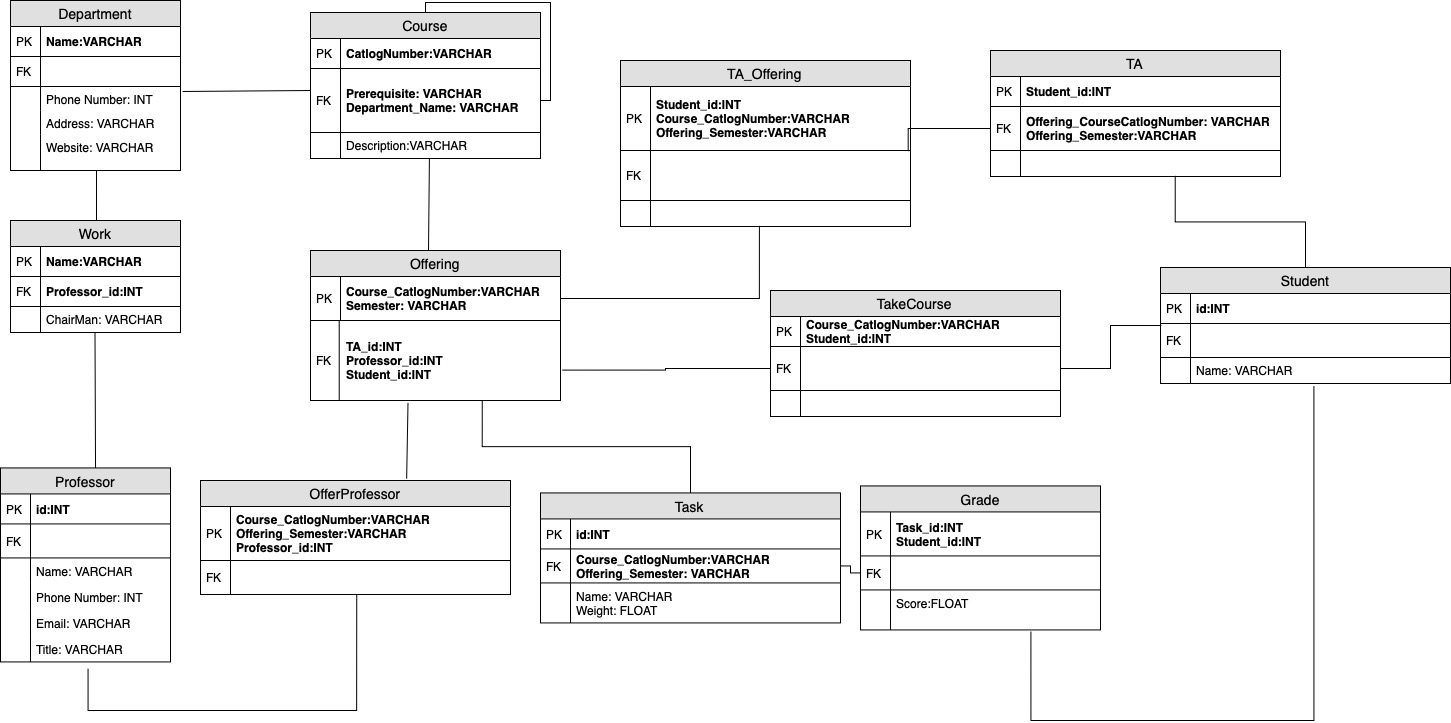 Department
PK Name:VARCHAR
FK
Phone Number: INT
Address: VARCHAR
Website: VARCHAR
Course
PK CatlogNumber:VARCHAR
FK Prerequisite: VARCHAR
Department_Name: VARCHAR
Description:VARCHAR
TA_Offering
PK Student_id:INT
Course_CatlogNumber:VARCHAR
Offering_Semester:VARCHAR
FK
TA
PK Student_id:INT
FK Offering_CourseCatlogNumber: VARCHAR
Offering_Semester:VARCHAR
Work
PK Name:VARCHAR
FK Professor_id:INT
ChairMan: VARCHAR
Offering
PK Course_CatlogNumber:VARCHAR
Semester: VARCHAR
FK TA_id:INT
Professor_id:INT
Student_id:INT
TakeCourse
PK Course_CatlogNumber:VARCHAR
Student_id:INT
FK
Student
PK id:INT
FK
Name: VARCHAR
Professor
PK id:INT
FK
Name: VARCHAR
Phone Number: INT
Email: VARCHAR
Title: VARCHAR
OfferProfessor
PK Course_CatlogNumber:VARCHAR
Offering_Semester:VARCHAR
Professor_id:INT
FK
Task
PK id:INT
FK Course_CatlogNumber:VARCHAR
Offering_Semester: VARCHAR
Name: VARCHAR
Weight: FLOAT
Grade
PK Task_id:INT
Student_id:INT
FK
Score:FLOAT